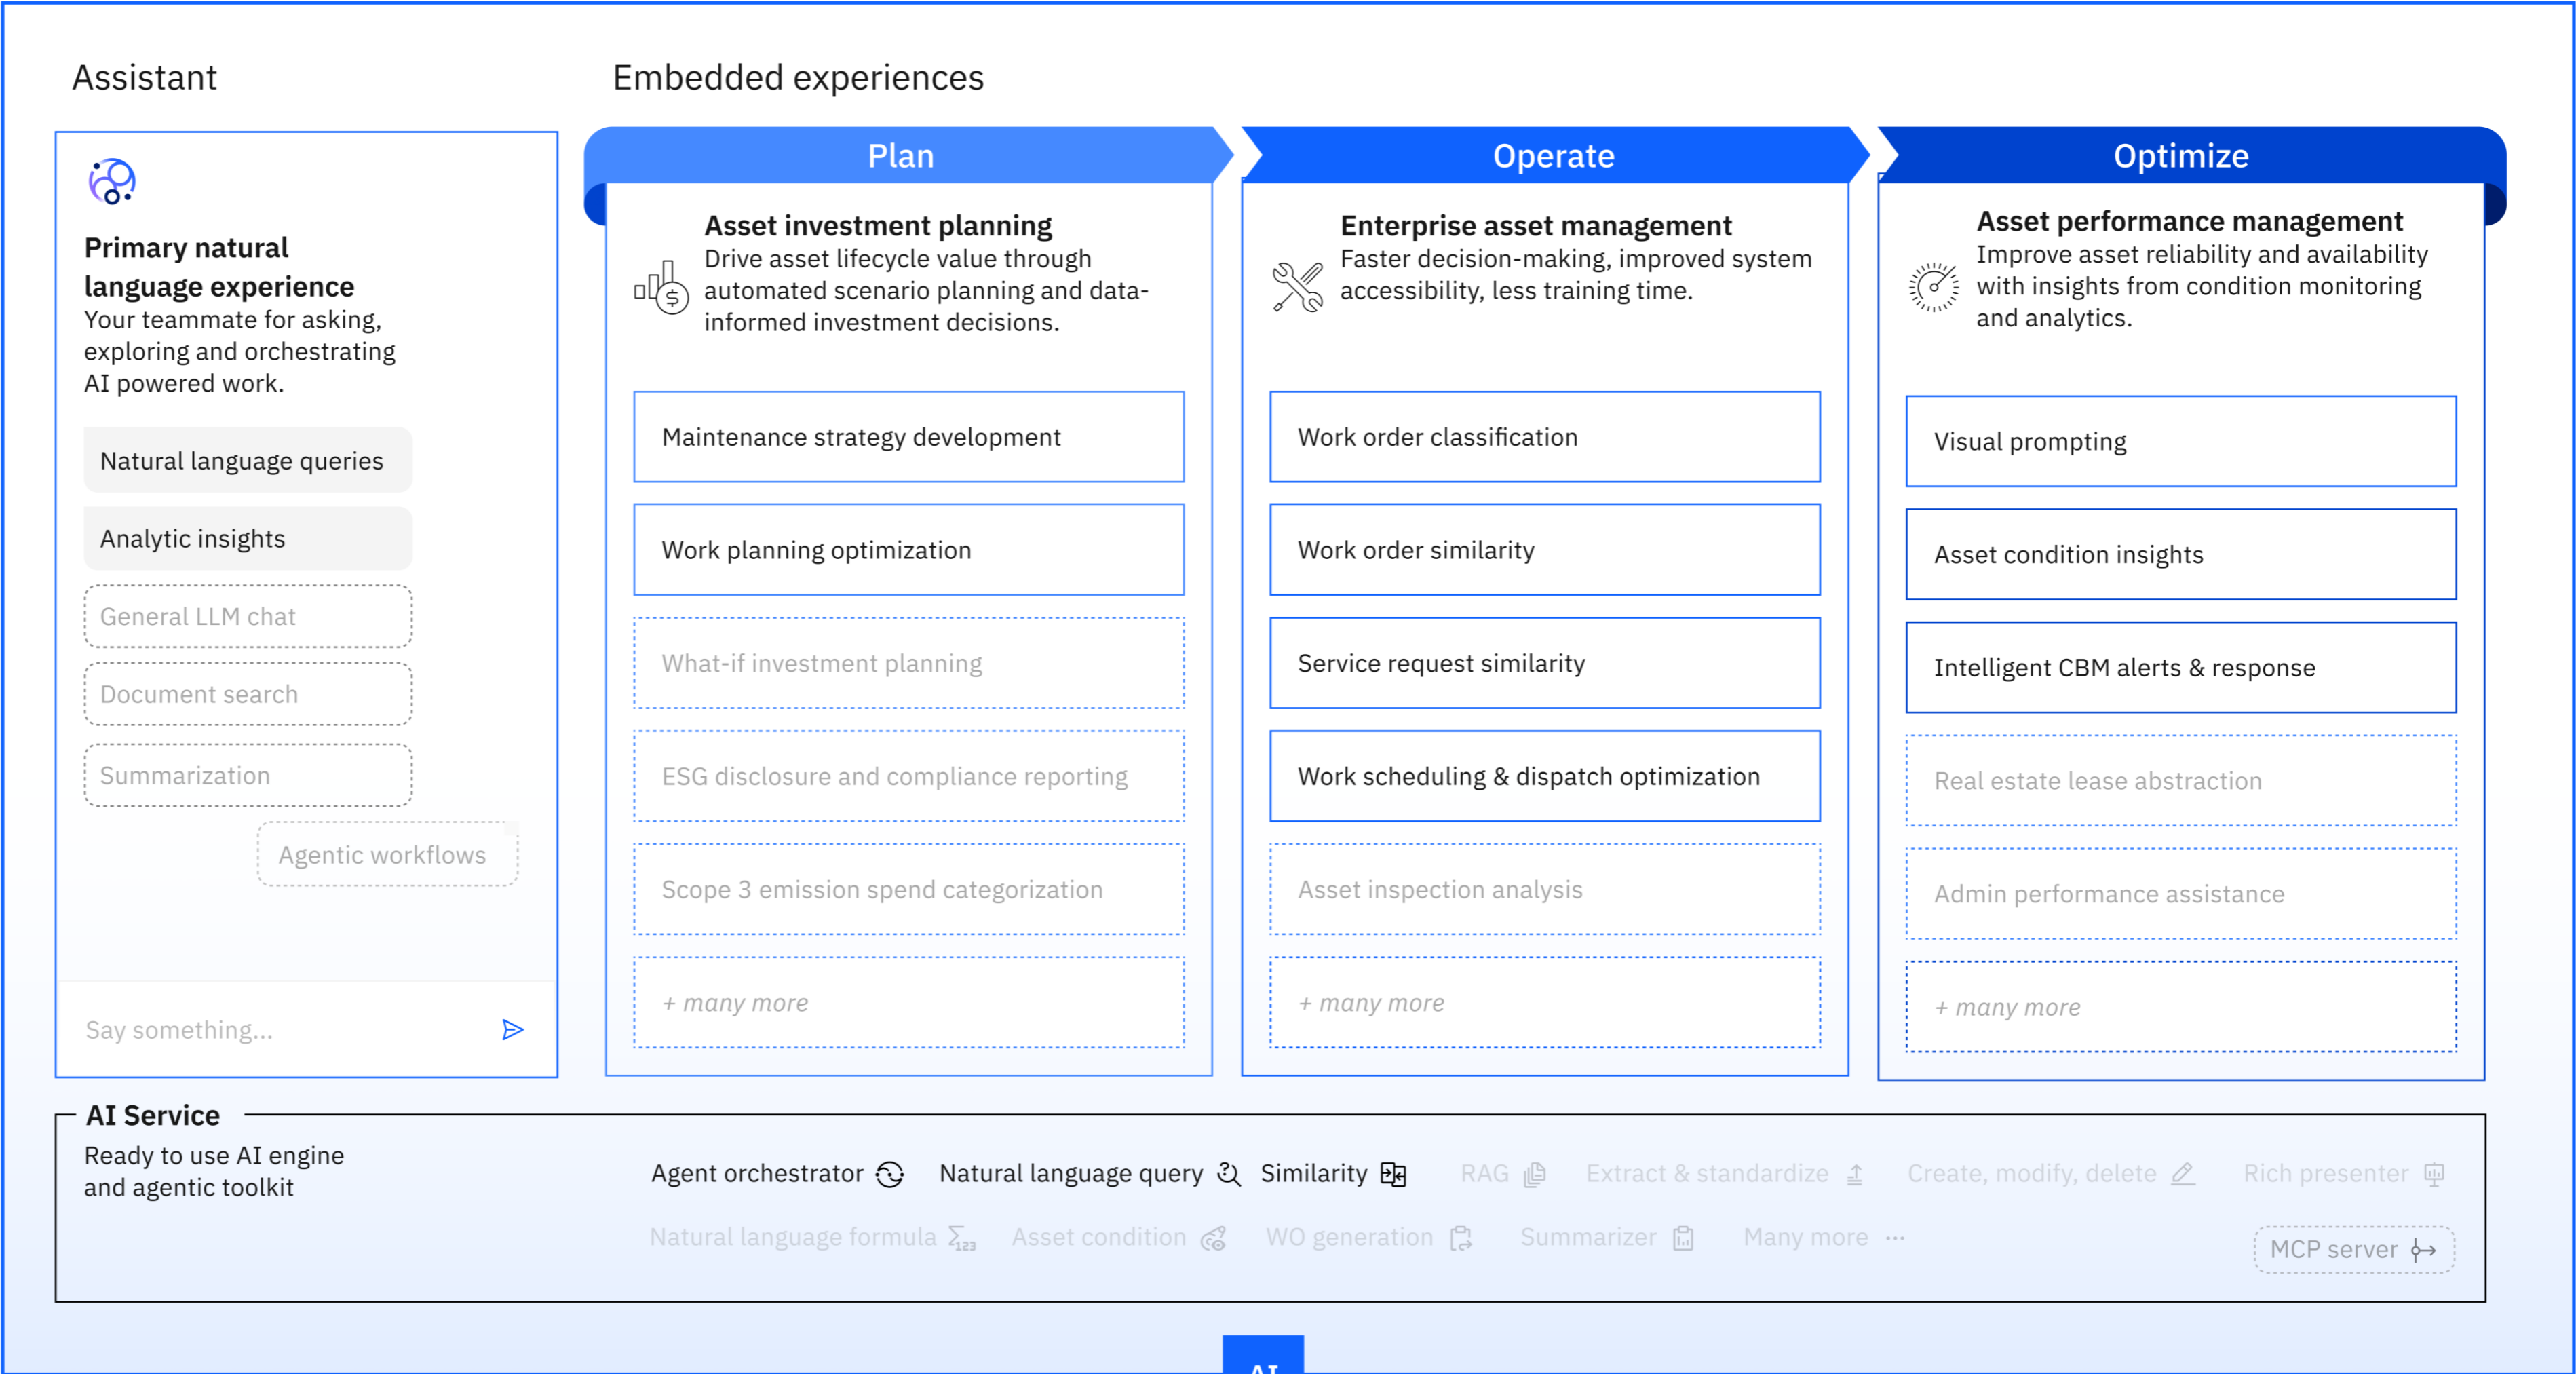 Assistant
Embedded experiences
Primary natural
language experience
Your teammate for asking,
exploring and orchestrating
AI powered work.
Natural language queries
Analytic insights
General LLM chat
Document search
Summarization
Agentic workflows
Say something...
Plan
Asset investment planning
Drive asset lifecycle value through
automated scenario planning and data-
informed investment decisions.
Maintenance strategy development
Work planning optimization
What-if investment planning
ESG disclosure and compliance reporting
Scope 3 emission spend categorization
+ many more
Operate
Enterprise asset management
Faster decision-making, improved system
accessibility, less training time.
Work order classification
Work order similarity
Service request similarity
Work scheduling & dispatch optimization
Asset inspection analysis
+ many more
Optimize
Asset performance management
Improve asset reliability and availability
with insights from condition monitoring
and analytics.
Visual prompting
Asset condition insights
Intelligent CBM alerts & response
Real estate lease abstraction
Admin performance assistance
+ many more
AI Service
Ready to use AI engine
and agentic toolkit
Agent orchestrator Natural language query Similarity RAG Extract & standardize Create, modify, delete Rich presenter
Natural language formula Σ123 Asset condition WO generation Summarizer Many more ...
MCP server
AI